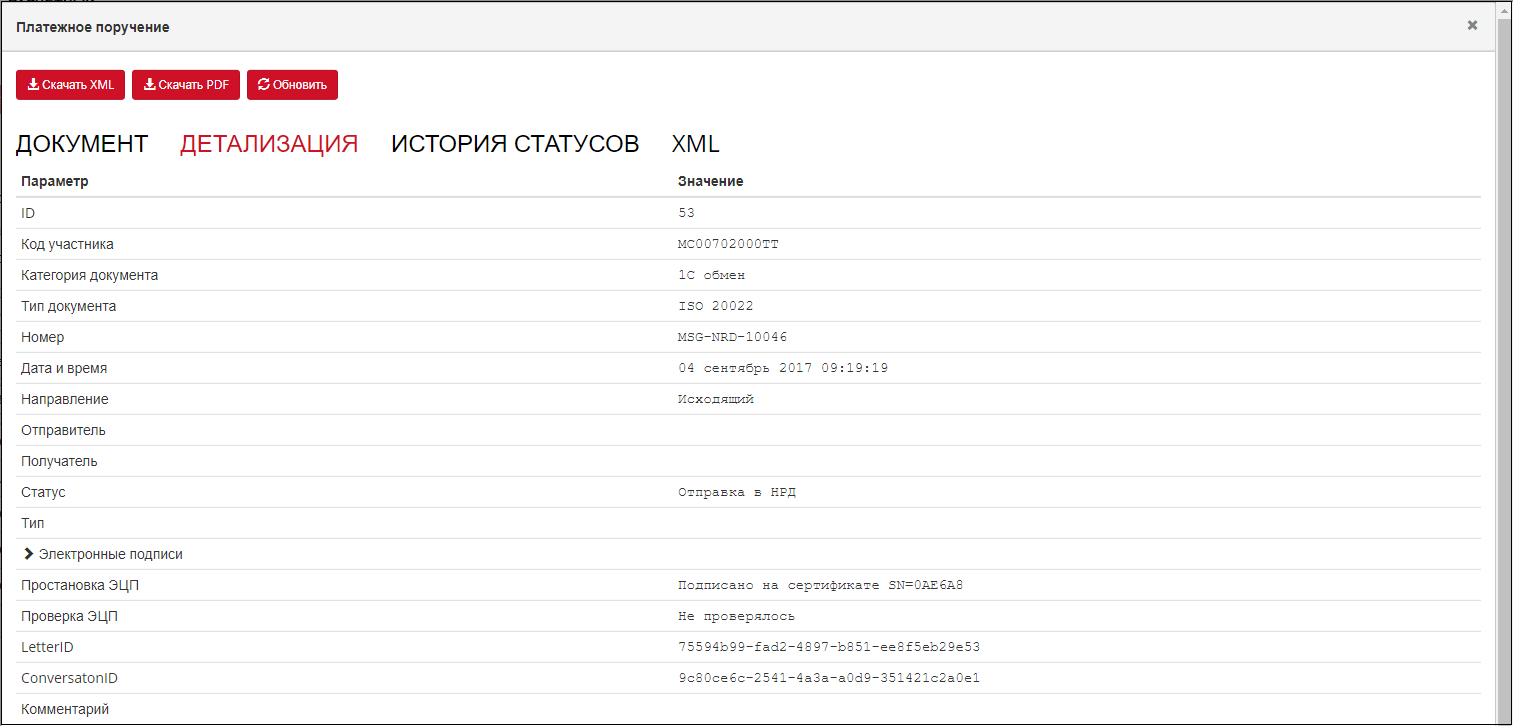 Платежное поручение
Скачать XML Скачать PDF Обновить
ДОКУМЕНТ ДЕТАЛИЗАЦИЯ ИСТОРИЯ СТАТУСОВ XML
Параметр Значение
ID 53
Код участника MC00702000TT
Категория документа 1С обмен
Тип документа ISO 20022
Номер MSG-NRD-10046
Дата и время 04 сентябрь 2017 09:19:19
Направление Исходящий
Отправитель
Получатель
Статус Отправка в НРД
Тип
Электронные подписи
Простановка ЭЦП Подписано на сертификате SN=0AE6A8
Проверка ЭЦП Не проверялось
LetterID 75594b99-fad2-4897-b851-ee8f5eb29e53
ConversatonID 9c80ce6c-2541-4a3a-a0d9-351421c2a0e1
Комментарий